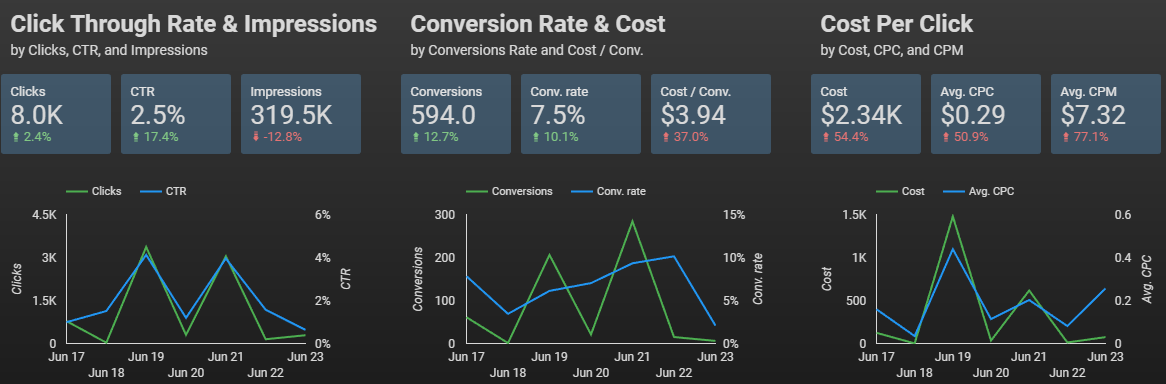 Click Through Rate & Impressions
by Clicks, CTR, and Impressions
Clicks
8.0K
2.4%
CTR
2.5%
17.4%
Impressions
319.5K
-12.8%
Clicks
CTR
4.5K
3K
1.5K
0
Clicks
6%
4%
2%
0%
CTR
Jun 17
Jun 18
Jun 19
Jun 20
Jun 21
Jun 22
Jun 23
Conversion Rate & Cost
by Conversions Rate and Cost / Conv.
Conversions
594.0
12.7%
Conv. rate
7.5%
10.1%
Cost / Conv.
$3.94
37.0%
Conversions
Conv. rate
300
200
100
0
Conversions
15%
10%
5%
0%
Conv. rate
Jun 17
Jun 18
Jun 19
Jun 20
Jun 21
Jun 22
Jun 23
Cost Per Click
by Cost, CPC, and CPM
Cost
$2.34K
54.4%
Avg. CPC
$0.29
50.9%
Avg. CPM
$7.32
77.1%
Cost
Avg. CPC
1.5K
1K
500
0
Cost
0.6
0.4
0.2
0
Avg. CPC
Jun 17
Jun 18
Jun 19
Jun 20
Jun 21
Jun 22
Jun 23